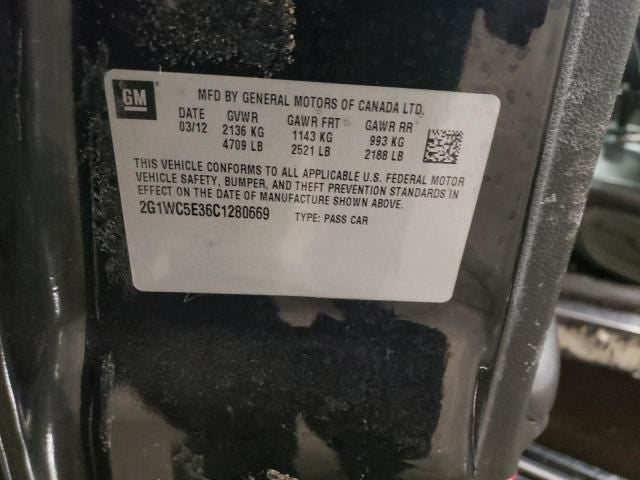 GM
MFD BY GENERAL MOTORS OF CANADA LTD.
DATE GVWR GAWR FRT GAWR RR
03/12 2136 KG 1143 KG 993 KG
4709 LB 2521 LB 2188 LB
THIS VEHICLE CONFORMS TO ALL APPLICABLE U.S. FEDERAL MOTOR
VEHICLE SAFETY, BUMPER, AND THEFT PREVENTION STANDARDS IN
EFFECT ON THE DATE OF MANUFACTURE SHOWN ABOVE.
2G1WC5E36C1280669 TYPE: PASS CAR